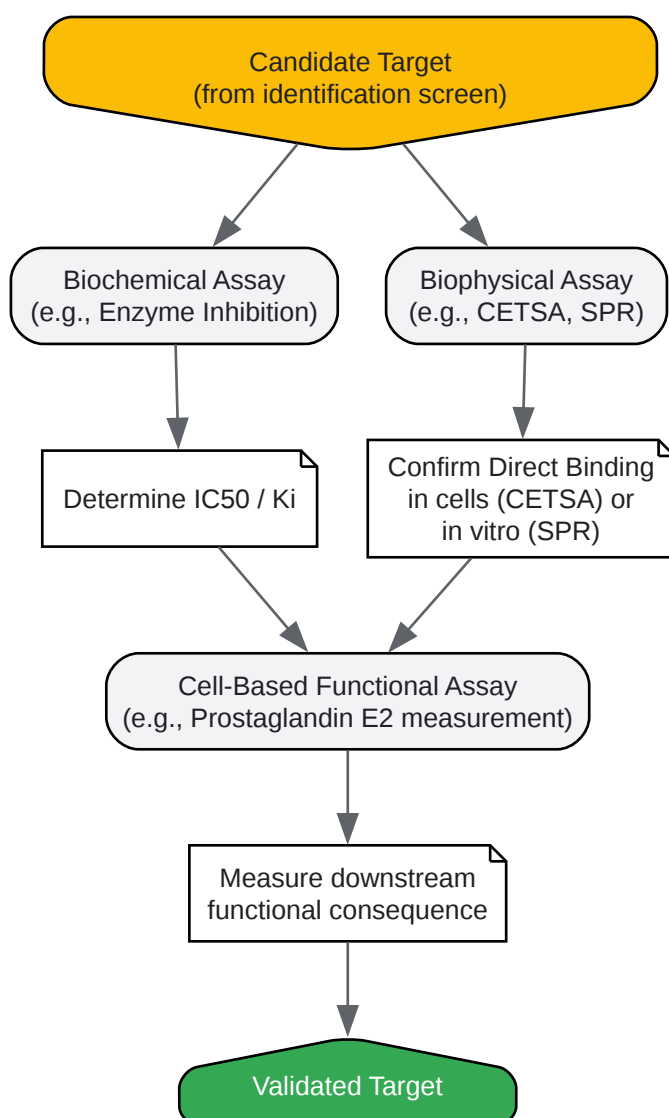 Candidate Target
(from identification screen)
Biochemical Assay
(e.g., Enzyme Inhibition)
Biophysical Assay
(e.g., CETSA, SPR)
Determine IC50 / Ki
Confirm Direct Binding
in cells (CETSA) or
in vitro (SPR)
Cell-Based Functional Assay
(e.g., Prostaglandin E2 measurement)
Measure downstream
functional consequence
Validated Target